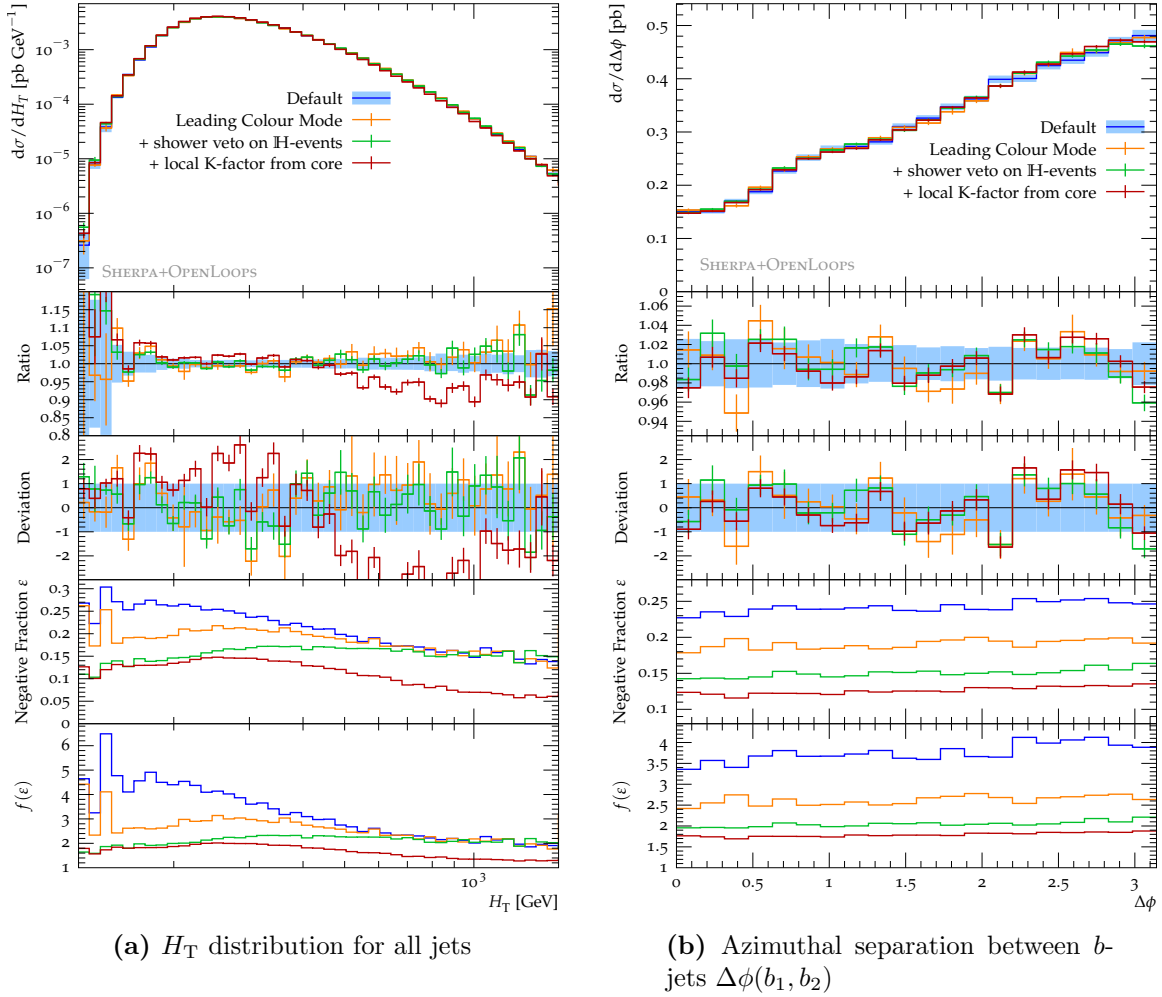 dσ/dH_T [pb GeV⁻¹]
10⁻³
10⁻⁴
10⁻⁵
10⁻⁶
10⁻⁷
Default
Leading Colour Mode
+ shower veto on ℍ-events
+ local K-factor from core
Sherpa+OpenLoops
Ratio
1.15
1.1
1.05
1.0
0.95
0.9
0.85
0.8
Deviation
2
1
0
-1
-2
Negative Fraction ε
0.3
0.25
0.2
0.15
0.1
0.05
0
f(ε)
6
5
4
3
2
1
10³
H_T [GeV]
(a) H_T distribution for all jets
dσ/dΔϕ [pb]
0.5
0.4
0.3
0.2
0.1
0
Default
Leading Colour Mode
+ shower veto on ℍ-events
+ local K-factor from core
Sherpa+OpenLoops
Ratio
1.06
1.04
1.02
1.0
0.98
0.96
0.94
Deviation
2
1
0
-1
-2
Negative Fraction ε
0.25
0.2
0.15
0.1
f(ε)
4
3.5
3
2.5
2
1.5
1
0
0.5
1
1.5
2
2.5
3
Δϕ
(b) Azimuthal separation between b-
jets Δϕ(b₁, b₂)